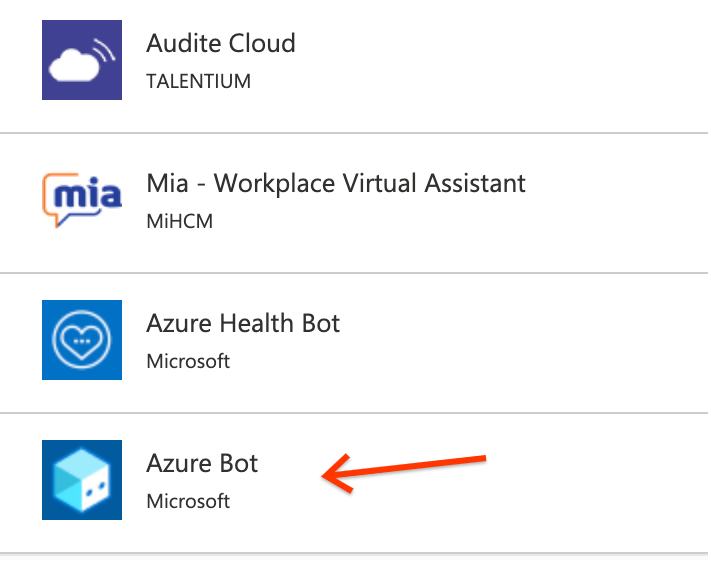 Audite Cloud
TALENTIUM
mia
Mia - Workplace Virtual Assistant
MiHCM
Azure Health Bot
Microsoft
Azure Bot
Microsoft